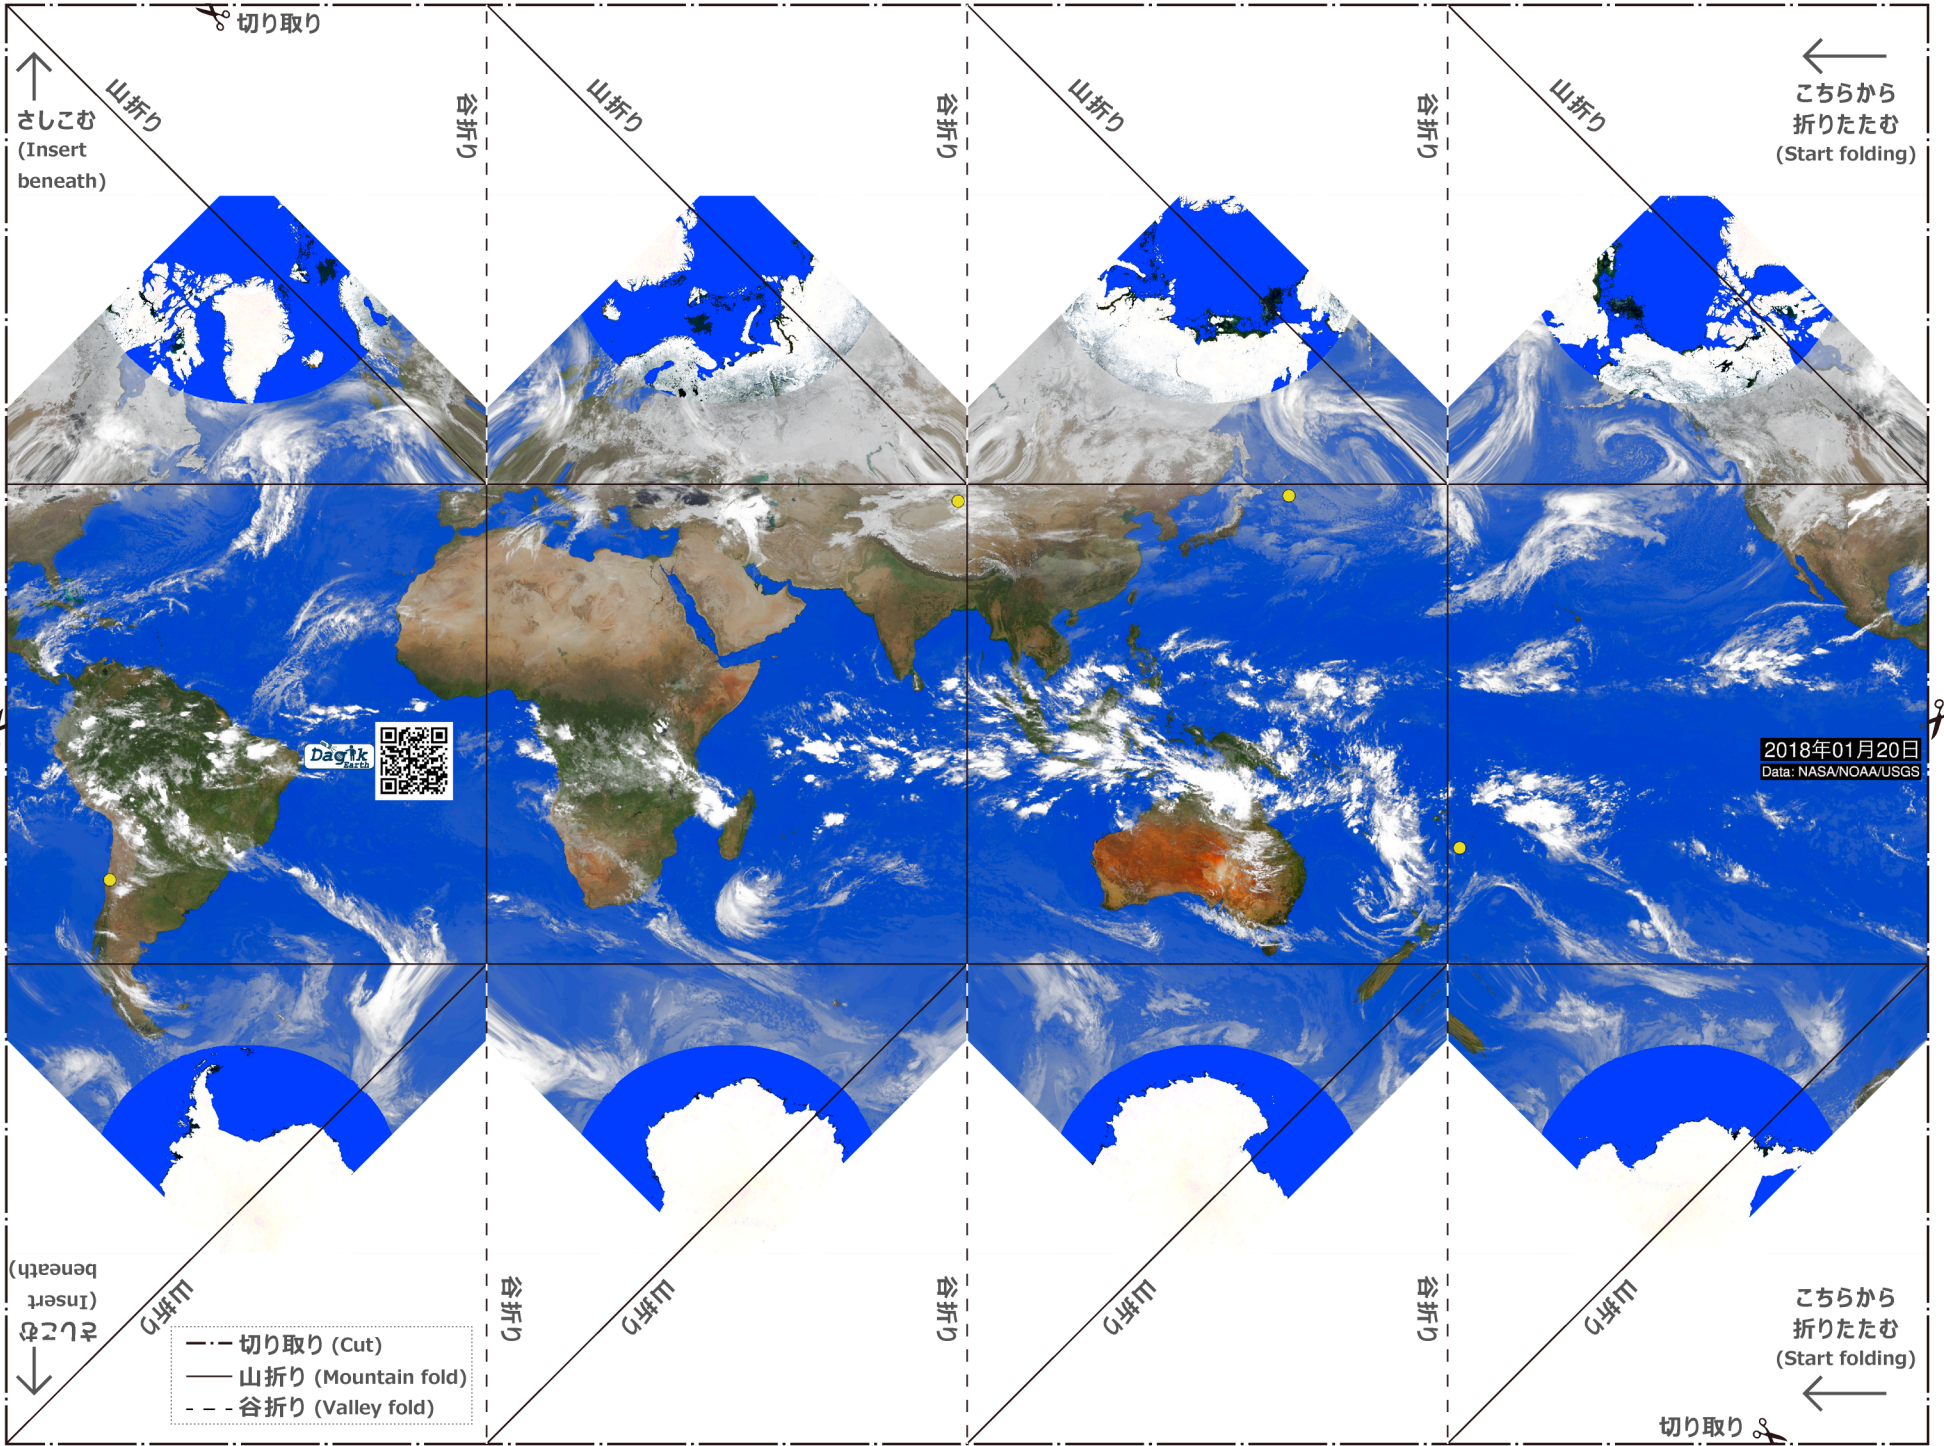 切り取り
さしこむ
(Insert
beneath)
山折り
谷折り
山折り
谷折り
山折り
谷折り
山折り
こちらから
折りたたむ
(Start folding)
Dagik
Earth
2018年01月20日
Data: NASA/NOAA/USGS
さしこむ
(Insert
beneath)
山折り
谷折り
山折り
谷折り
山折り
谷折り
山折り
こちらから
折りたたむ
(Start folding)
切り取り (Cut)
山折り (Mountain fold)
谷折り (Valley fold)
切り取り